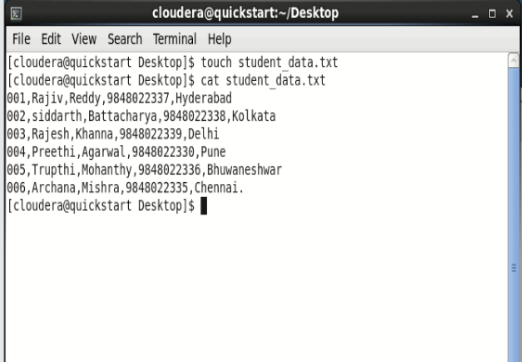 cloudera@quickstart:~/Desktop
File Edit View Search Terminal Help
[cloudera@quickstart Desktop]$ touch student_data.txt
[cloudera@quickstart Desktop]$ cat student_data.txt
001,Rajiv,Reddy,9848022337,Hyderabad
002,siddarth,Battacharya,9848022338,Kolkata
003,Rajesh,Khanna,9848022339,Delhi
004,Preethi,Agarwal,9848022330,Pune
005,Trupthi,Mohanthy,9848022336,Bhuwaneshwar
006,Archana,Mishra,9848022335,Chennai.
[cloudera@quickstart Desktop]$